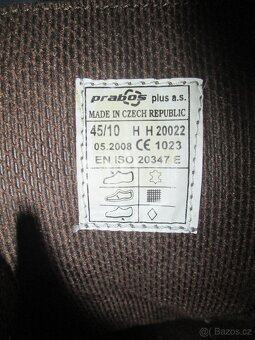 prabos plus a.s.
MADE IN CZECH REPUBLIC
45/10 H H 20022
05.2008 CE 1023
EN ISO 20347 E
bazos.cz